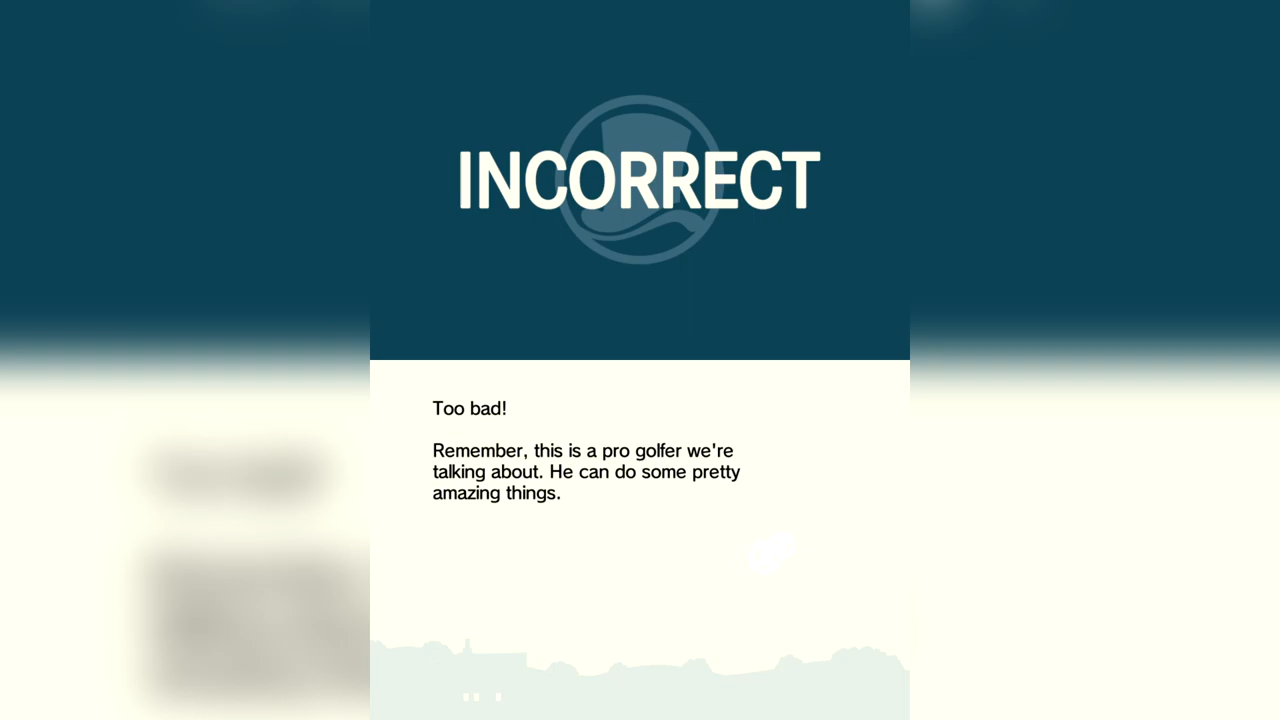 INCORRECT
Too bad!
Remember, this is a pro golfer we're
talking about. He can do some pretty
amazing things.